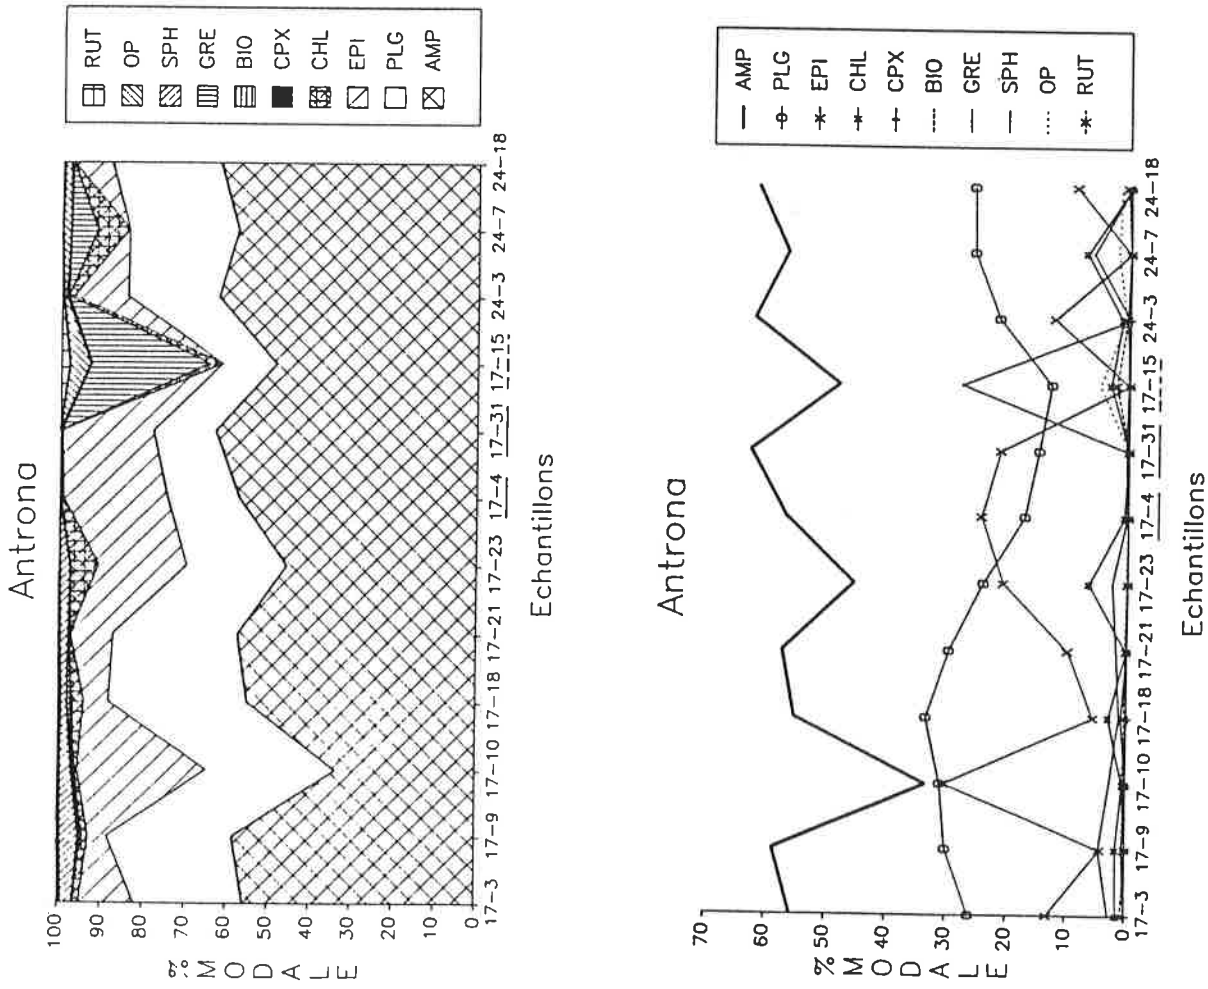 Antrona
100
90
80
70
60
50
40
30
20
10
0
% MODALE
17-3 17-9 17-10 17-18 17-21 17-23 17-4 17-31 17-15 24-3 24-7 24-18
Echantillons
RUT
OP
SPH
GRE
BIO
CPX
CHL
EPI
PLG
AMP
Antrona
70
60
50
40
30
20
10
0
% MODALE
17-3 17-9 17-10 17-18 17-21 17-23 17-4 17-31 17-15 24-3 24-7 24-18
Echantillons
AMP
PLG
EPI
CHL
CPX
BIO
GRE
SPH
OP
RUT